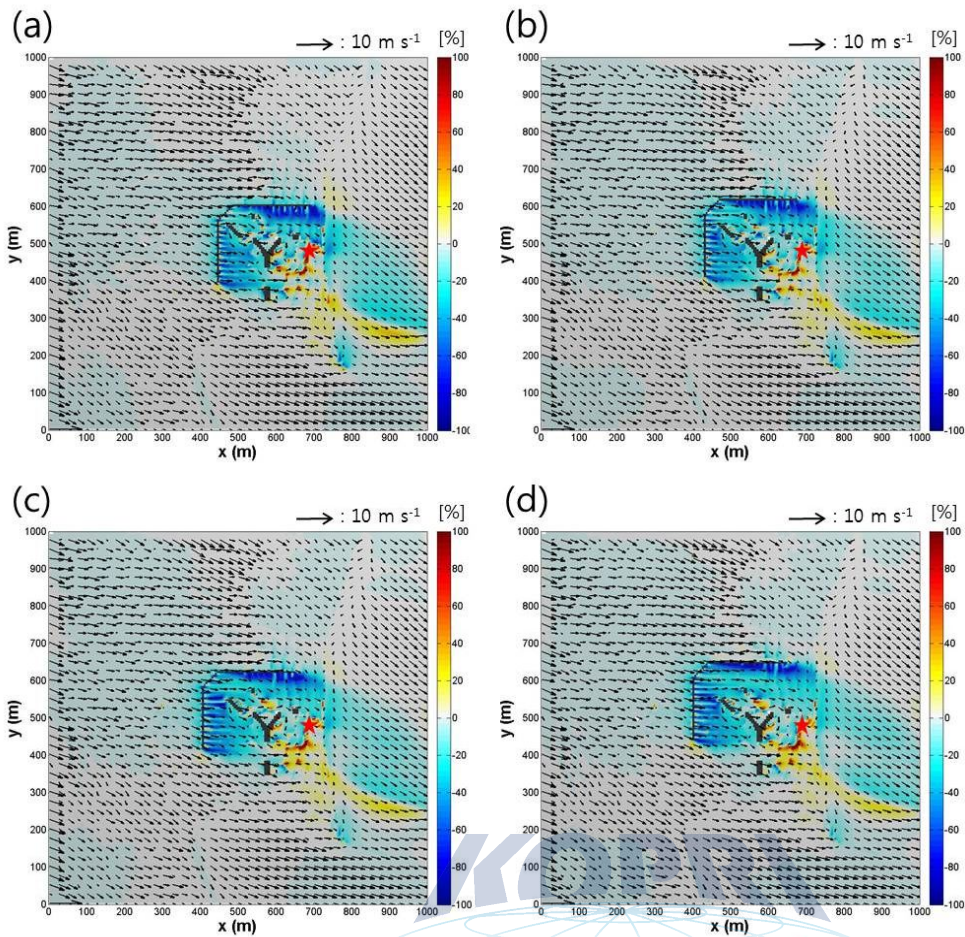 (a) (b)
: 10 m s⁻¹ [%] : 10 m s⁻¹ [%]
1000 900 800 700 600 500 400 300 200 100 0
y (m)
0 100 200 300 400 500 600 700 800 900 1000
x (m)
100 80 60 40 20 0 -20 -40 -60 -80 -100
1000 900 800 700 600 500 400 300 200 100 0
y (m)
0 100 200 300 400 500 600 700 800 900 1000
x (m)
100 80 60 40 20 0 -20 -40 -60 -80 -100
(c) (d)
: 10 m s⁻¹ [%] : 10 m s⁻¹ [%]
1000 900 800 700 600 500 400 300 200 100 0
y (m)
0 100 200 300 400 500 600 700 800 900 1000
x (m)
100 80 60 40 20 0 -20 -40 -60 -80 -100
1000 900 800 700 600 500 400 300 200 100 0
y (m)
0 100 200 300 400 500 600 700 800 900 1000
x (m)
100 80 60 40 20 0 -20 -40 -60 -80 -100
KOPRI